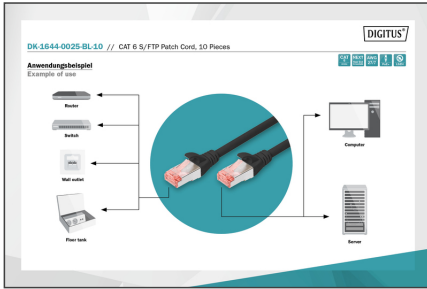 DIGITUS®
DK-1644-0025-BL-10 // CAT 6 S/FTP Patch Cord, 10 Pieces
Anwendungsbeispiel
Example of use
Router
Switch
Wall outlet
Floor tank
Computer
Server